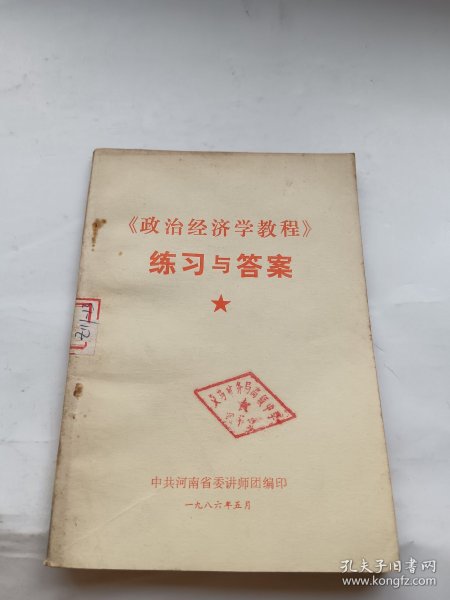 《政治经济学教程》
练习与答案
中共河南省委讲师团编印
一九八六年五月
孔夫子旧书网
www.kongfz.com